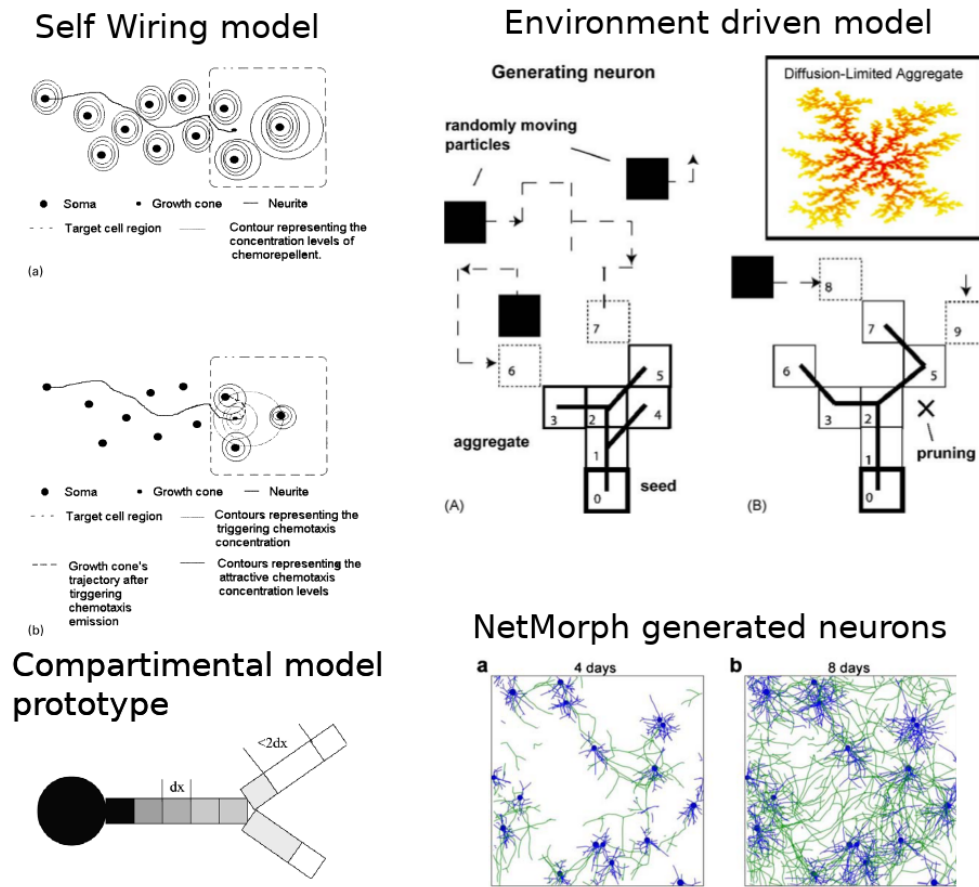 Self Wiring model
Soma
Growth cone
Neurite
Target cell region
Contour representing the
concentration levels of
chemorepellent.
(a)
Soma
Growth cone
Neurite
Target cell region
Contours representing the
triggering chemotaxis
concentration
Growth cone's
trajectory after
tirggering
chemotaxis
emission
Contours representing the
attractive chemotaxis
concentration levels
(b)
Environment driven model
Generating neuron
randomly moving
particles
7
6
5
3
2
4
1
0
aggregate
seed
(A)
Diffusion-Limited Aggregate
8
7
9
6
5
3
2
1
0
pruning
(B)
Compartimental model
prototype
dx
<2dx
NetMorph generated neurons
a
4 days
b
8 days